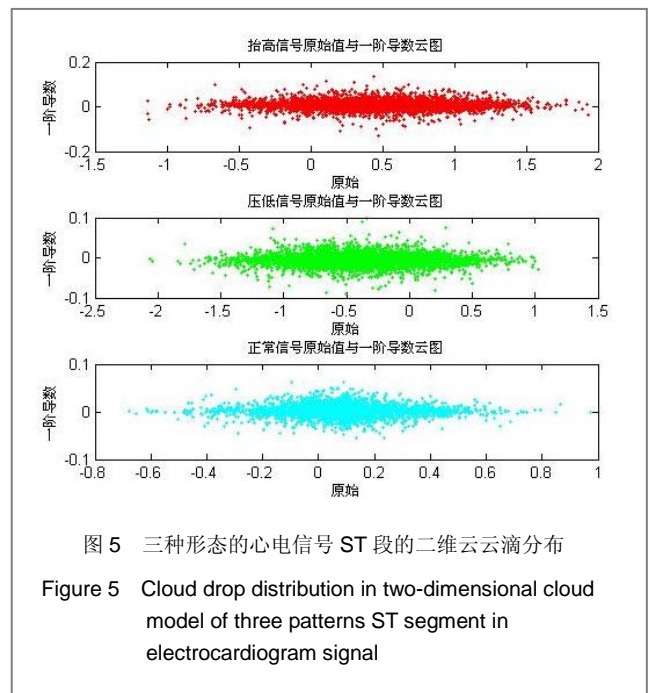 抬高信号原始值与一阶导数云图
0.2
0
-0.2
一阶导数
-1.5 -1 -0.5 0 0.5 1 1.5 2
原始
压低信号原始值与一阶导数云图
0.1
0
-0.1
一阶导数
-2.5 -2 -1.5 -1 -0.5 0 0.5 1 1.5
原始
正常信号原始值与一阶导数云图
0.1
0
-0.1
一阶导数
-0.8 -0.6 -0.4 -0.2 0 0.2 0.4 0.6 0.8 1
原始
图 5 三种形态的心电信号 ST 段的二维云云滴分布
Figure 5 Cloud drop distribution in two-dimensional cloud
model of three patterns ST segment in
electrocardiogram signal